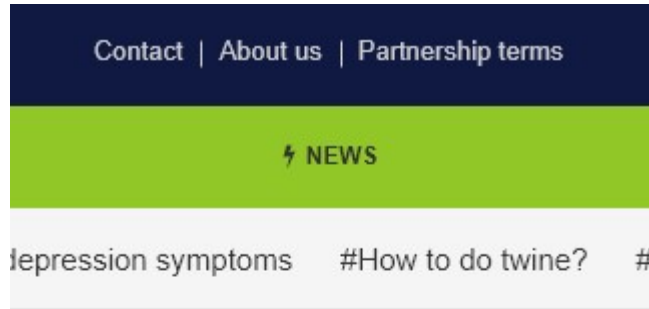 Contact | About us | Partnership terms
NEWS
depression symptoms #How to do twine? #